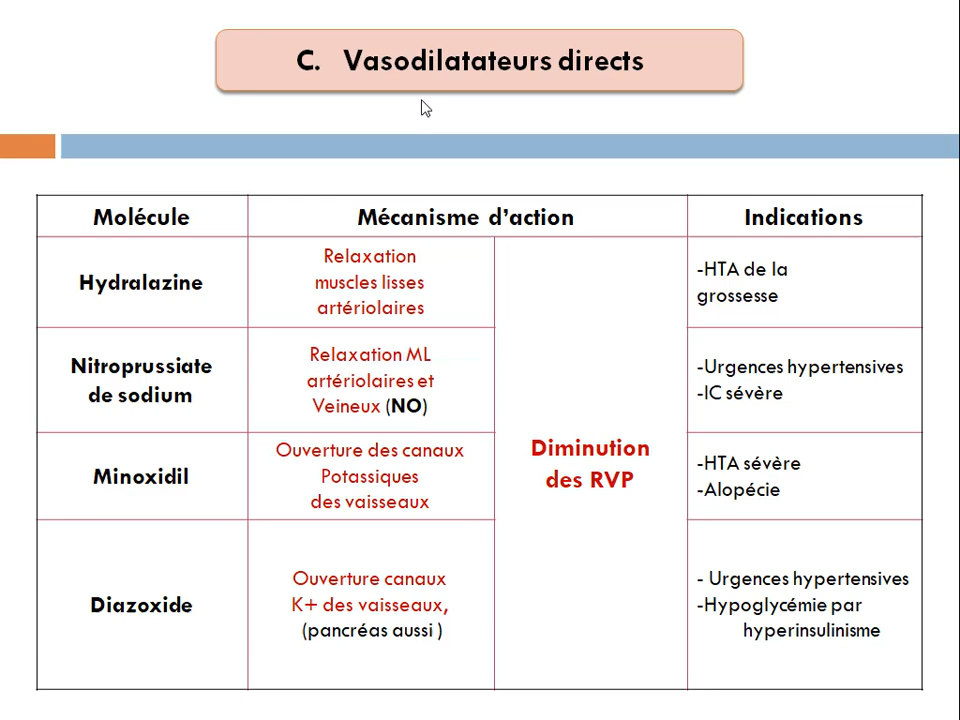 C. Vasodilatateurs directs
Molécule
Mécanisme d'action
Indications
Hydralazine
Relaxation
muscles lisses
artériolaires
-HTA de la
grossesse
Nitroprussiate
de sodium
Relaxation ML
artériolaires et
Veineux (NO)
-Urgences hypertensives
-IC sévère
Diminution
des RVP
Minoxidil
Ouverture des canaux
Potassiques
des vaisseaux
-HTA sévère
-Alopécie
Diazoxide
Ouverture canaux
K+ des vaisseaux,
(pancréas aussi )
- Urgences hypertensives
-Hypoglycémie par
hyperinsulinisme